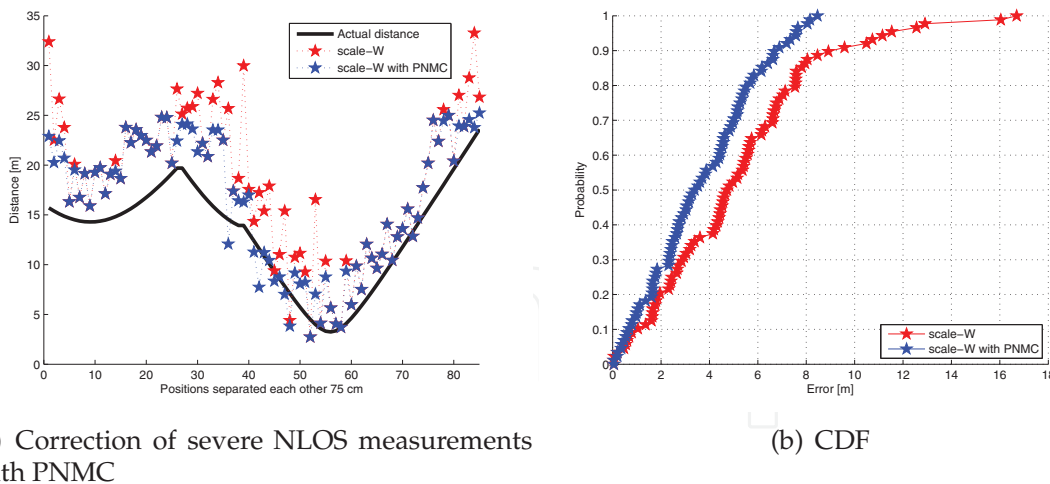 35
30
25
20
15
10
5
0
Distance [m]
0 10 20 30 40 50 60 70 80
Positions separated each other 75 cm
Actual distance
scale-W
scale-W with PNMC
1
0.9
0.8
0.7
0.6
0.5
0.4
0.3
0.2
0.1
0
Probability
0 2 4 6 8 10 12 14 16 18
Error [m]
scale-W
scale-W with PNMC
) Correction of severe NLOS measurements
ith PNMC
(b) CDF